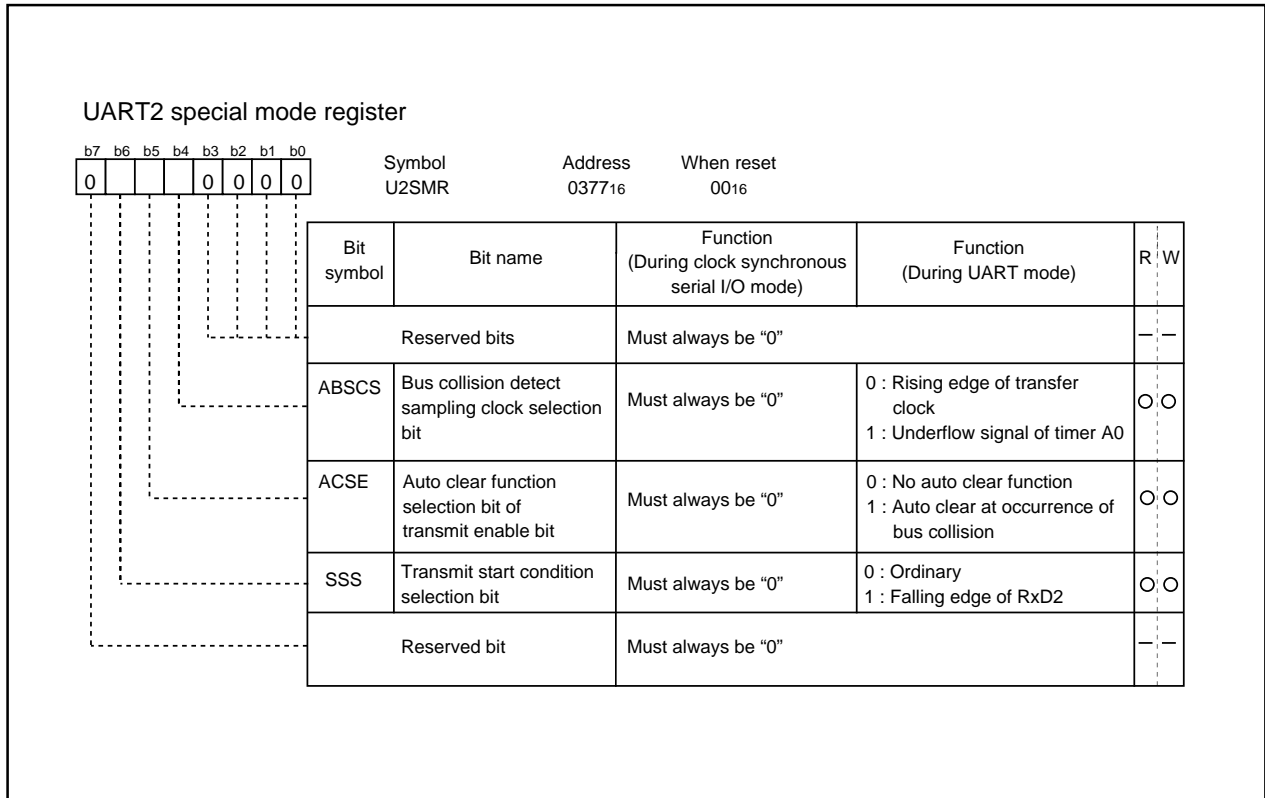 UART2 special mode register
b7 b6 b5 b4 b3 b2 b1 b0
0 0 0 0 0
Symbol Address When reset
U2SMR 037716 0016
Bit symbol
Bit name
Function
(During clock synchronous
serial I/O mode)
Function
(During UART mode)
R W
Reserved bits
Must always be “0”
– –
ABSCS
Bus collision detect
sampling clock selection
bit
Must always be “0”
0 : Rising edge of transfer
clock
1 : Underflow signal of timer A0
ACSE
Auto clear function
selection bit of
transmit enable bit
Must always be “0”
0 : No auto clear function
1 : Auto clear at occurrence of
bus collision
SSS
Transmit start condition
selection bit
Must always be “0”
0 : Ordinary
1 : Falling edge of RxD2
Reserved bit
Must always be “0”
– –